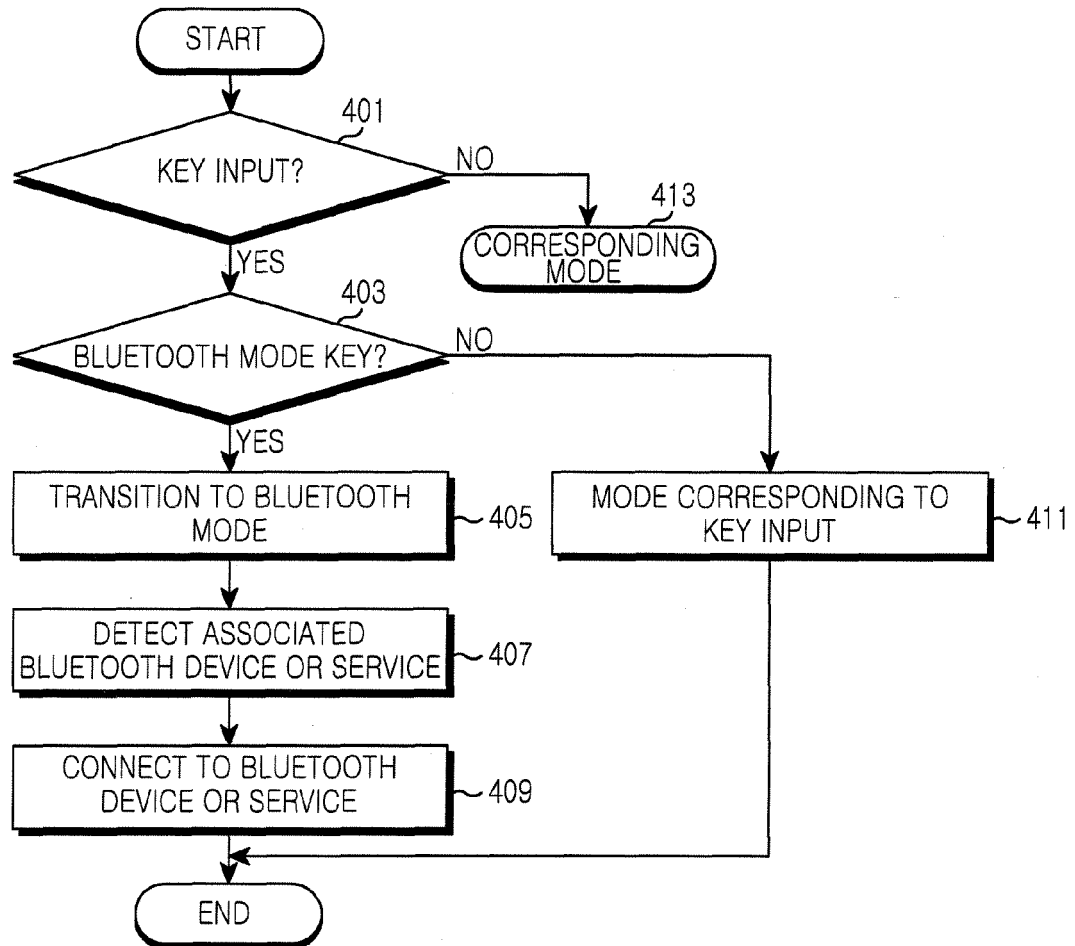 START
401
KEY INPUT?
NO
413
CORRESPONDING
MODE
YES
403
BLUETOOTH MODE KEY?
NO
YES
TRANSITION TO BLUETOOTH
MODE
405
MODE CORRESPONDING TO
KEY INPUT
411
DETECT ASSOCIATED
BLUETOOTH DEVICE OR SERVICE
407
CONNECT TO BLUETOOTH
DEVICE OR SERVICE
409
END